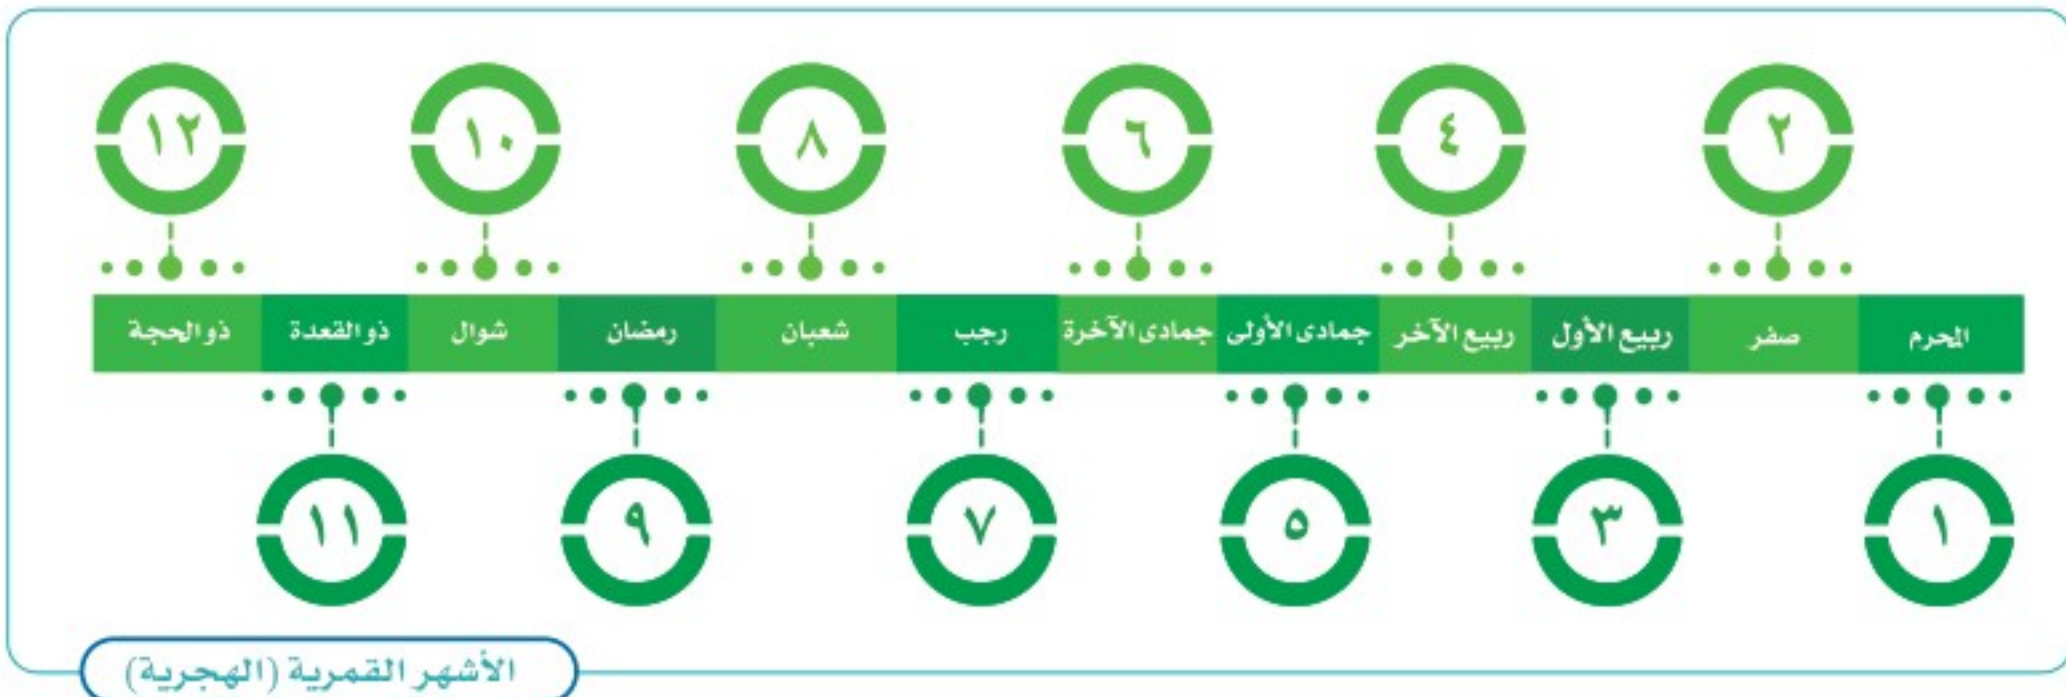 ٢ ٤ ٦ ٨ ١٠ ١٢
المحرم صفر ربيع الأول ربيع الآخر جمادى الأولى جمادى الآخرة رجب شعبان رمضان شوال ذو القعدة ذو الحجة
١ ٣ ٥ ٧ ٩ ١١
الأشهر القمرية (الهجرية)